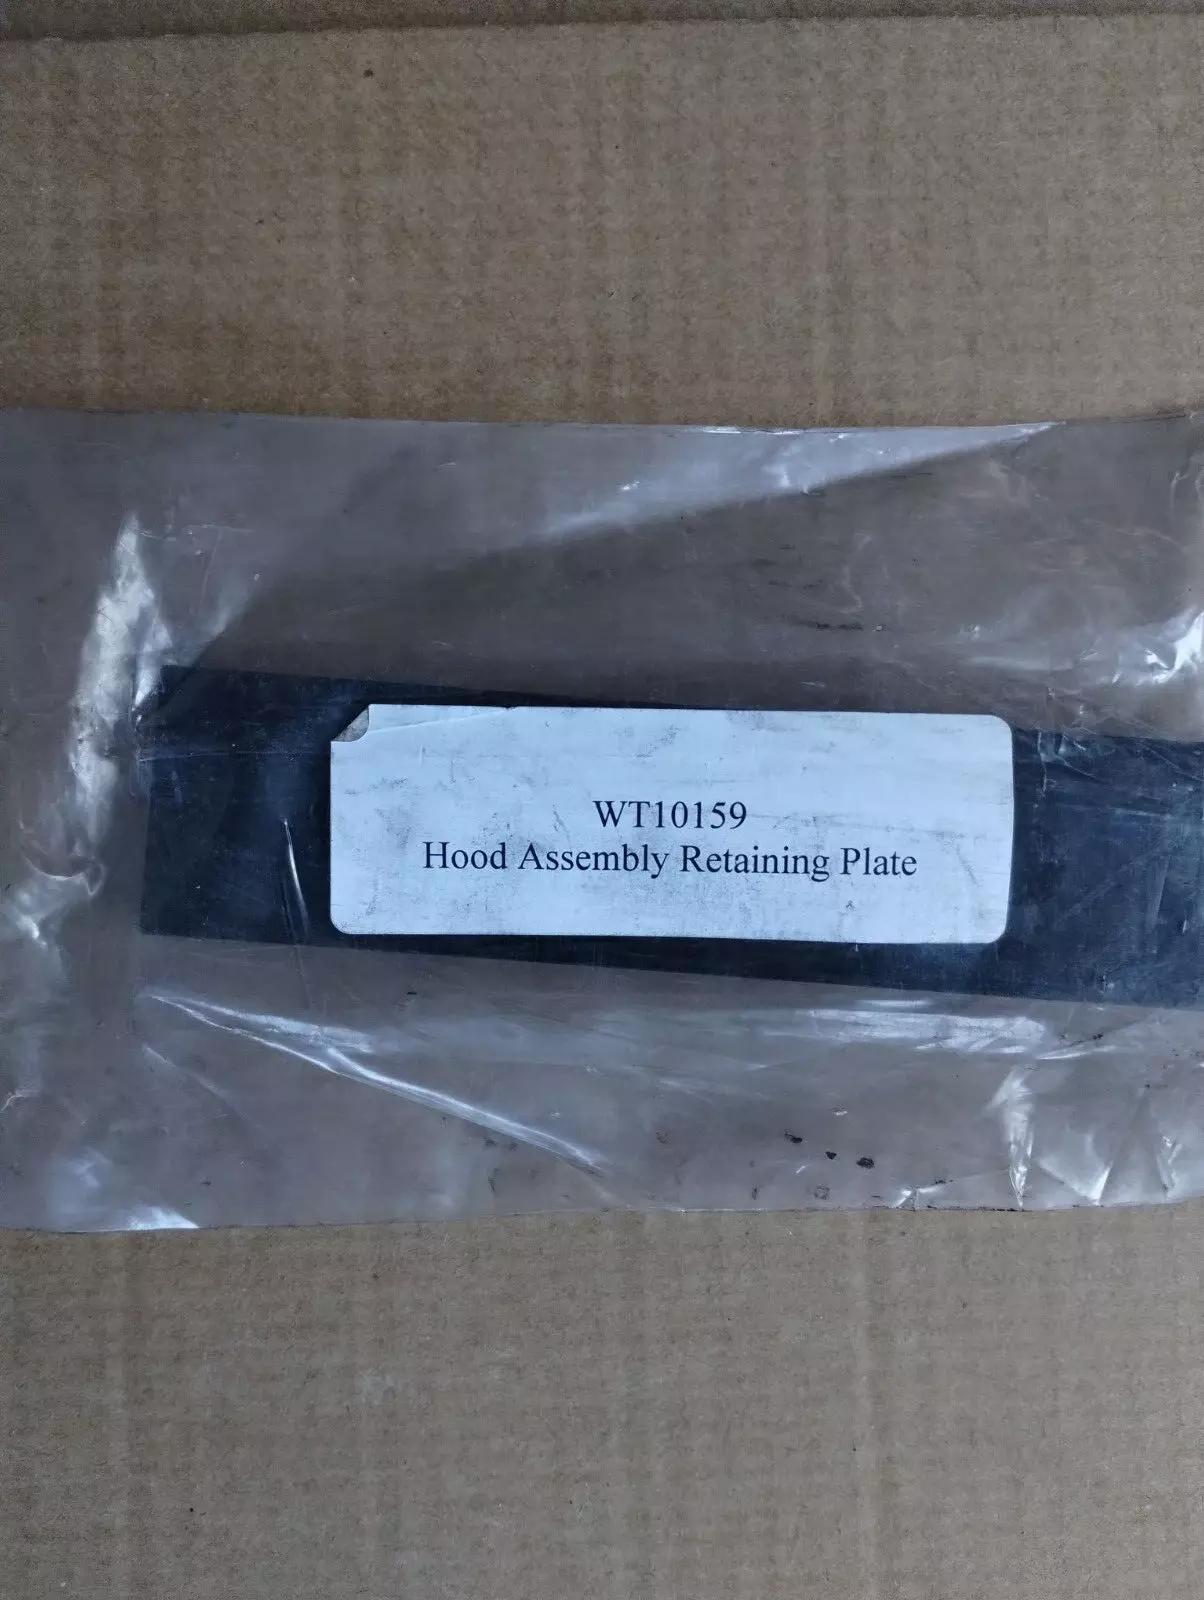 WT10159
Hood Assembly Retaining Plate